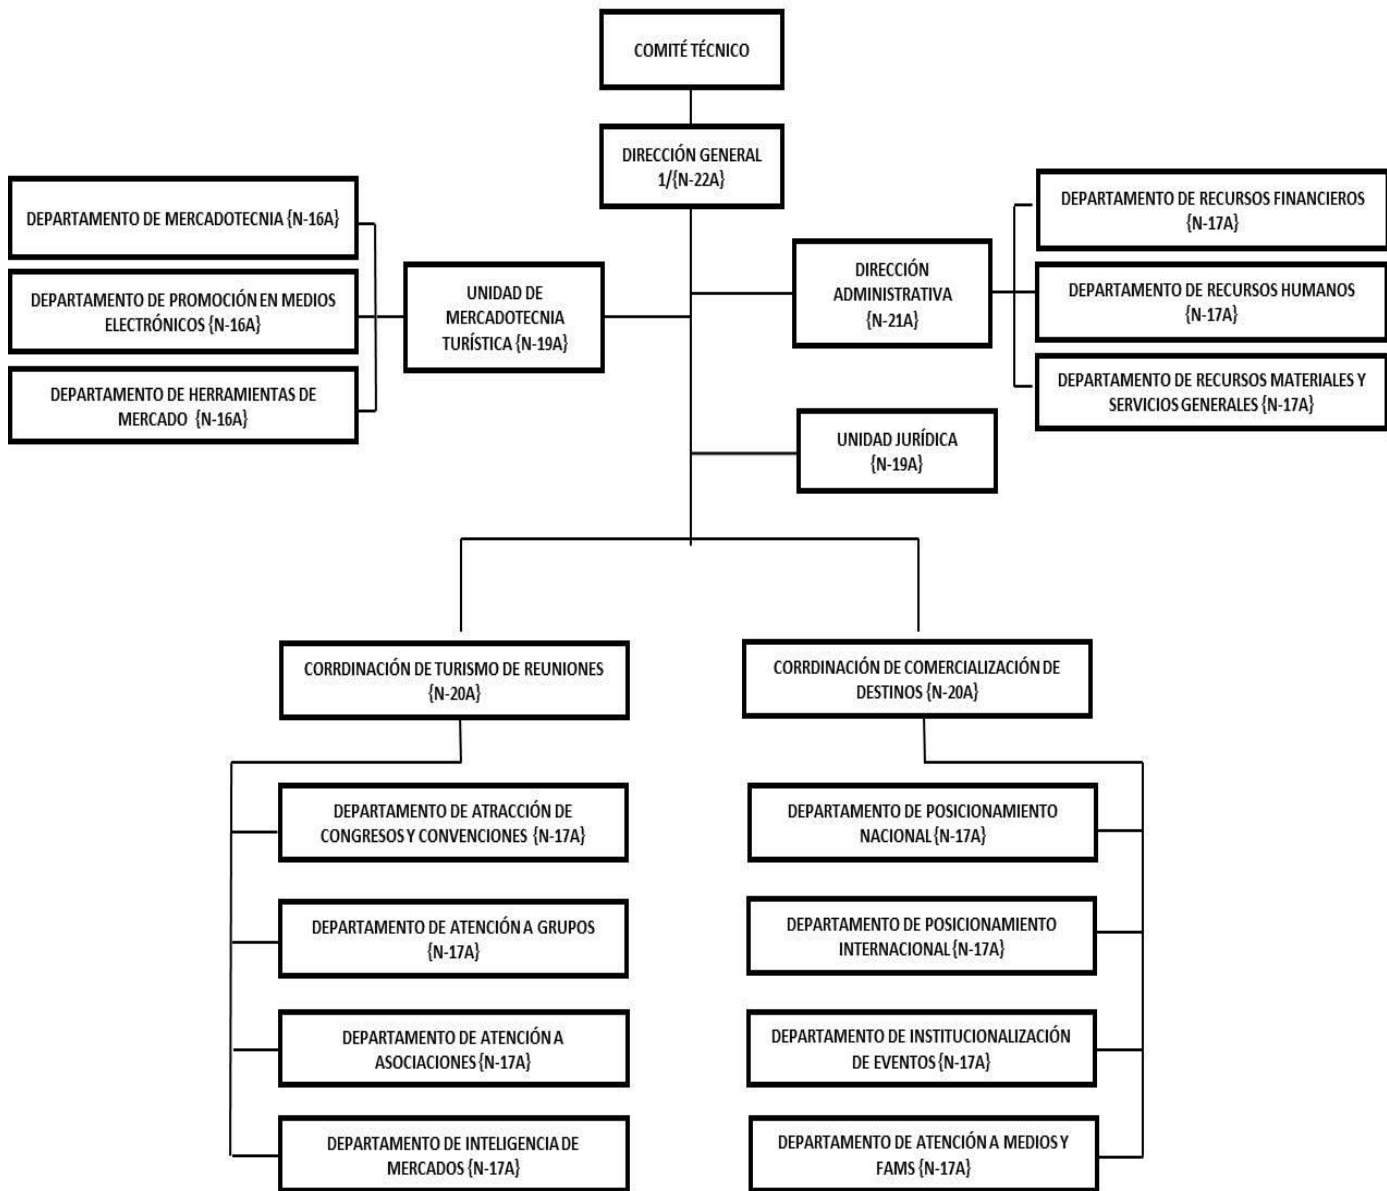 COMITÉ TÉCNICO
DIRECCIÓN GENERAL
1/{N-22A}
DEPARTAMENTO DE MERCADOTECNIA {N-16A}
DEPARTAMENTO DE PROMOCIÓN EN MEDIOS
ELECTRÓNICOS {N-16A}
DEPARTAMENTO DE HERRAMIENTAS DE
MERCADO {N-16A}
UNIDAD DE
MERCADOTECNIA
TURÍSTICA {N-19A}
DIRECCIÓN
ADMINISTRATIVA
{N-21A}
DEPARTAMENTO DE RECURSOS FINANCIEROS
{N-17A}
DEPARTAMENTO DE RECURSOS HUMANOS
{N-17A}
DEPARTAMENTO DE RECURSOS MATERIALES Y
SERVICIOS GENERALES {N-17A}
UNIDAD JURÍDICA
{N-19A}
CORRDINACIÓN DE TURISMO DE REUNIONES
{N-20A}
CORRDINACIÓN DE COMERCIALIZACIÓN DE
DESTINOS {N-20A}
DEPARTAMENTO DE ATRACCIÓN DE
CONGRESOS Y CONVENCIONES {N-17A}
DEPARTAMENTO DE ATENCIÓN A GRUPOS
{N-17A}
DEPARTAMENTO DE ATENCIÓN A
ASOCIACIONES {N-17A}
DEPARTAMENTO DE INTELIGENCIA DE
MERCADOS {N-17A}
DEPARTAMENTO DE POSICIONAMIENTO
NACIONAL {N-17A}
DEPARTAMENTO DE POSICIONAMIENTO
INTERNACIONAL {N-17A}
DEPARTAMENTO DE INSTITUCIONALIZACIÓN
DE EVENTOS {N-17A}
DEPARTAMENTO DE ATENCIÓN A MEDIOS Y
FAMS {N-17A}